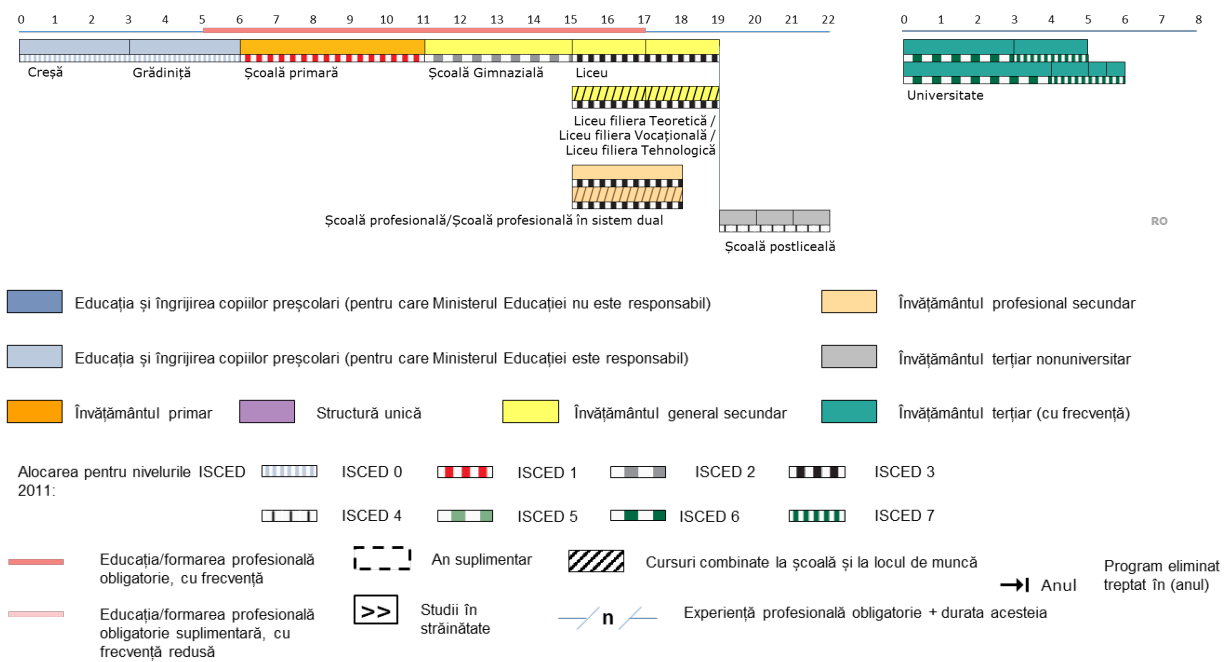 0 1 2 3 4 5 6 7 8 9 10 11 12 13 14 15 16 17 18 19 20 21 22
0 1 2 3 4 5 6 7 8
Creșă Grădiniță Școală primară Școală Gimnazială Liceu
Universitate
Liceu filiera Teoretică /
Liceu filiera Vocațională /
Liceu filiera Tehnologică
Școală profesională/Școală profesională în sistem dual
RO
Școală postliceală
Educația și îngrijirea copiilor preșcolari (pentru care Ministerul Educației nu este responsabil)
Învățământul profesional secundar
Educația și îngrijirea copiilor preșcolari (pentru care Ministerul Educației este responsabil)
Învățământul terțiar nonuniversitar
Învățământul primar Structură unică Învățământul general secundar Învățământul terțiar (cu frecvență)
Alocarea pentru nivelurile ISCED
2011:
ISCED 0 ISCED 1 ISCED 2 ISCED 3
ISCED 4 ISCED 5 ISCED 6 ISCED 7
Educația/formarea profesională
obligatorie, cu frecvență
An suplimentar
Cursuri combinate la școală și la locul de muncă
Anul
Program eliminat
treptat în (anul)
Educația/formarea profesională
obligatorie suplimentară, cu
frecvență redusă
>>
Studii în
străinătate
n
Experiență profesională obligatorie + durata acesteia